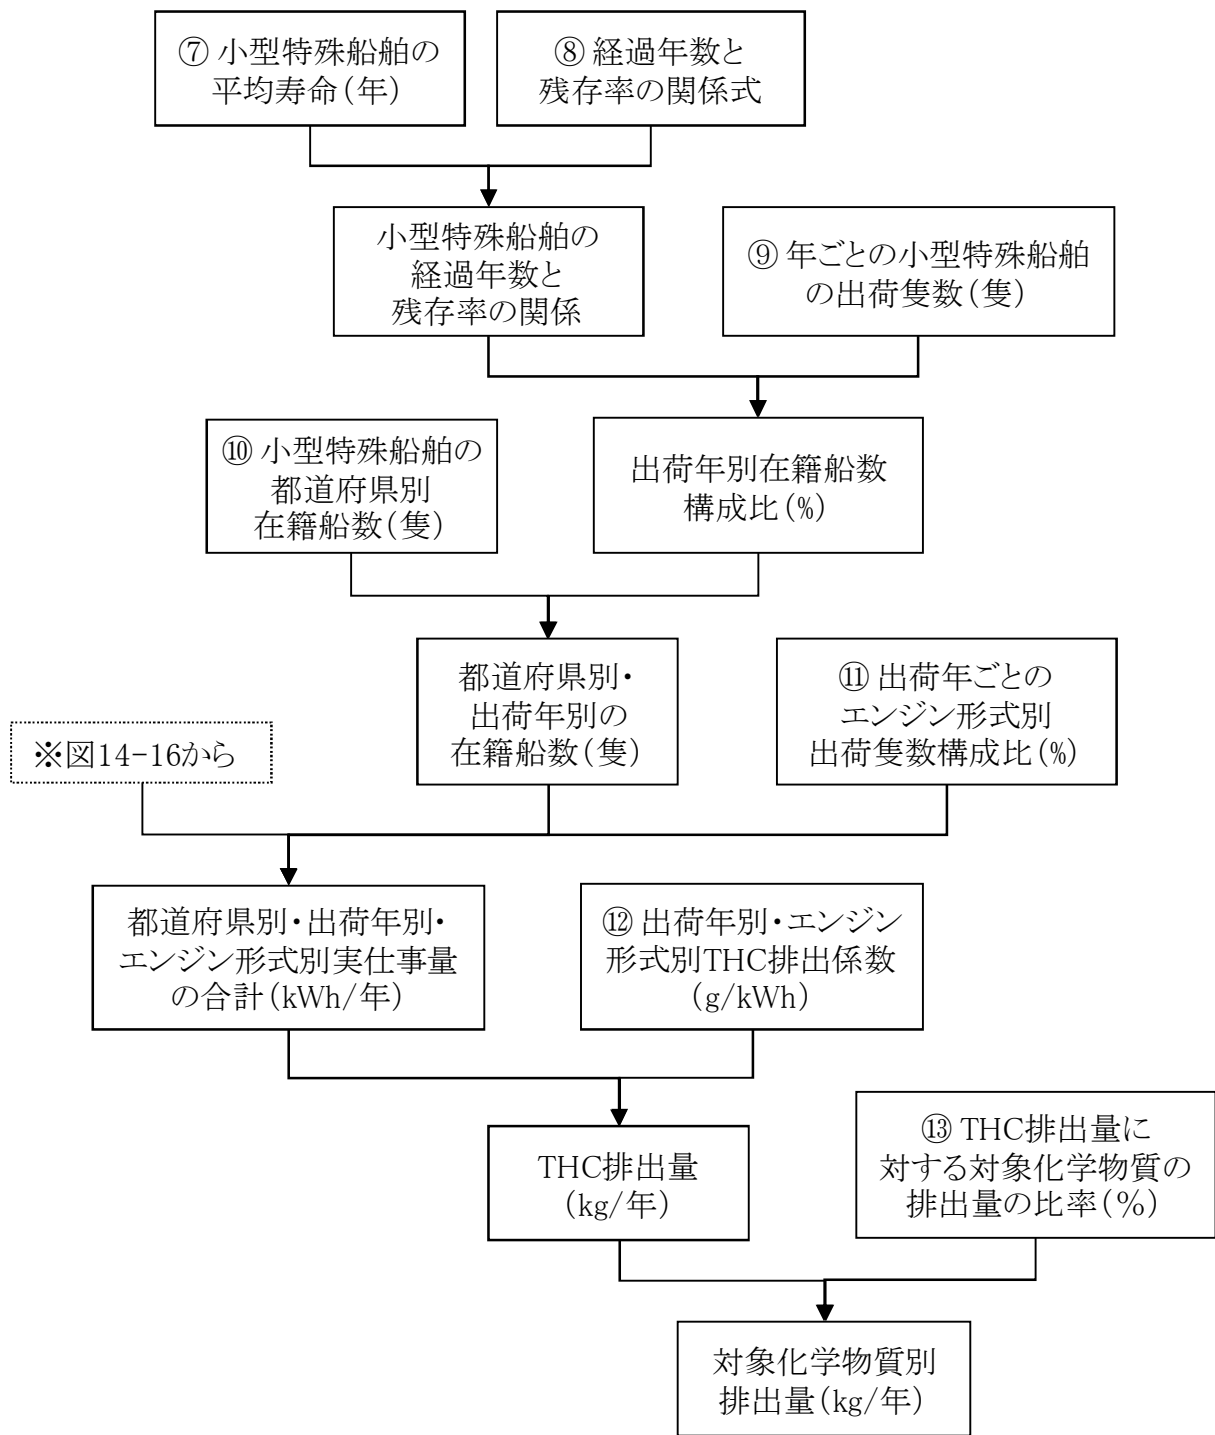 ⑦ 小型特殊船舶の
平均寿命(年)
⑧ 経過年数と
残存率の関係式
小型特殊船舶の
経過年数と
残存率の関係
⑨ 年ごとの小型特殊船舶
の出荷隻数(隻)
⑩ 小型特殊船舶の
都道府県別
在籍船数(隻)
出荷年別在籍船数
構成比(%)
都道府県別・
出荷年別の
在籍船数(隻)
⑪ 出荷年ごとの
エンジン形式別
出荷隻数構成比(%)
※図14-16から
都道府県別・出荷年別・
エンジン形式別実仕事量
の合計(kWh/年)
⑫ 出荷年別・エンジン
形式別THC排出係数
(g/kWh)
THC排出量
(kg/年)
⑬ THC排出量に
対する対象化学物質の
排出量の比率(%)
対象化学物質別
排出量(kg/年)